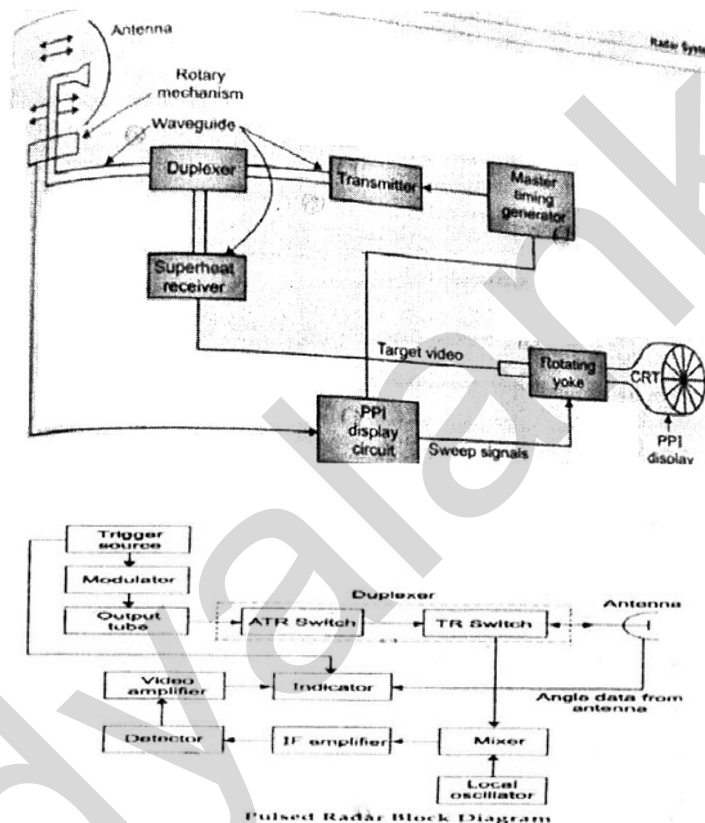 Antenna
Radar Syste
Rotary
mechanism
Waveguide
Duplexer
Transmitter
Master
timing
generator
Superheat
receiver
Target video
Rotating
yoke
CRT
PPI
display
circuit
Sweep signals
PPI
display
Trigger
source
Modulator
Duplexer
Output
tube
ATR Switch
TR Switch
Antenna
Video
amplifier
Indicator
Angle data from
antenna
Detector
IF amplifier
Mixer
Local
oscillator
Pulsed Radar Block Diagram
dyalank